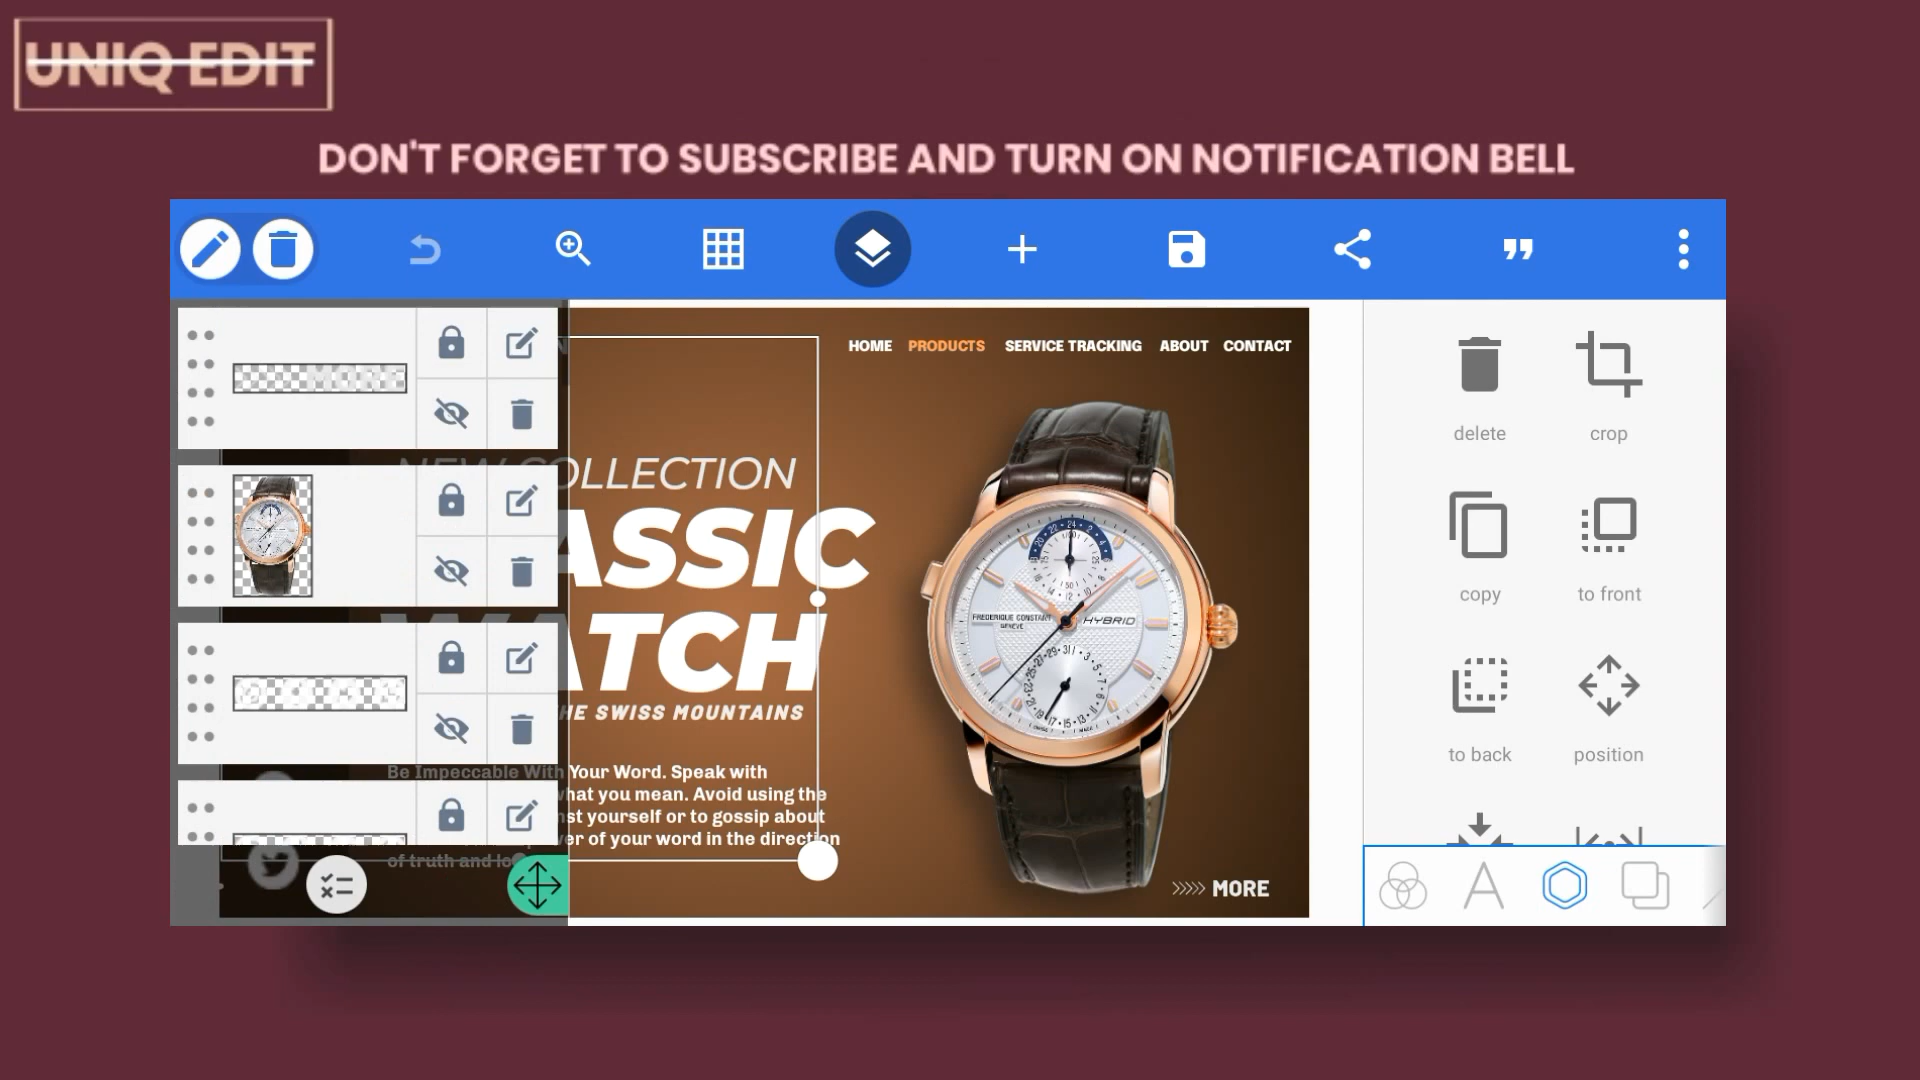 UNIQ EDIT
DON'T FORGET TO SUBSCRIBE AND TURN ON NOTIFICATION BELL
HOME PRODUCTS SERVICE TRACKING ABOUT CONTACT
delete crop
NEW COLLECTION
ASSIC
WATCH
HE SWISS MOUNTAINS
FREDERIQUE CONSTANT
GENEVE
HYBRID
copy to front
to back position
Be Impeccable With Your Word. Speak with
what you mean. Avoid using the
nst yourself or to gossip about
er of your word in the direction
of truth and lo
MORE